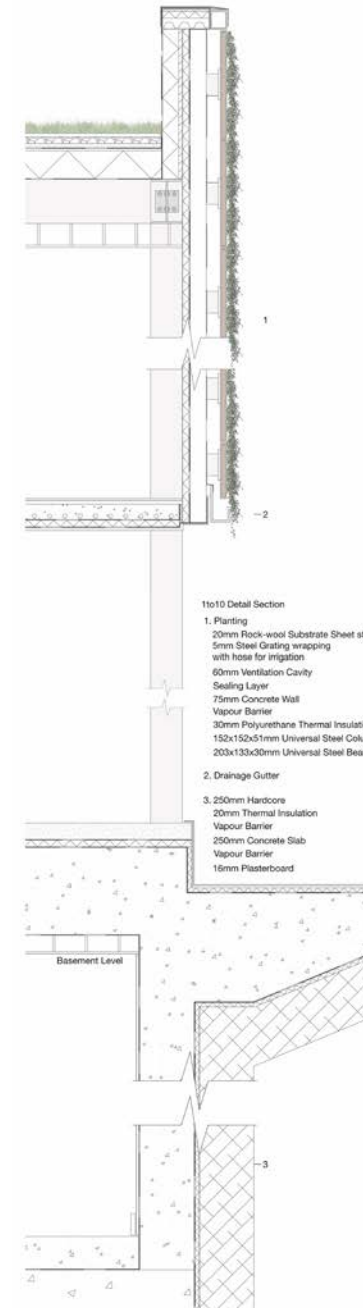 1
2
1to10 Detail Section
1. Planting
20mm Rock-wool Substrate Sheet
5mm Steel Grating wrapping
with hose for irrigation
60mm Ventilation Cavity
Sealing Layer
75mm Concrete Wall
Vapour Barrier
30mm Polyurethane Thermal
152x152x51mm Universal Steel
203x133x30mm Universal Steel
2. Drainage Gutter
3. 250mm Hardcore
20mm Thermal Insulation
Vapour Barrier
250mm Concrete Slab
Vapour Barrier
16mm Plasterboard
Basement Level
3